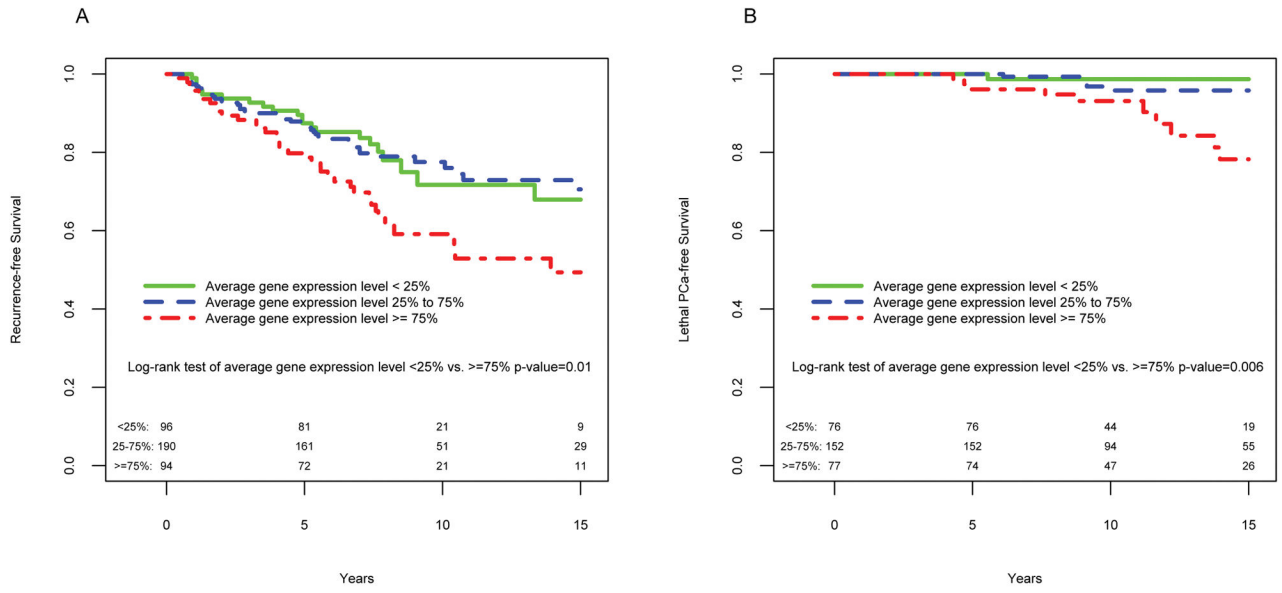 A
Recurrence-free Survival
1.0
0.8
0.6
0.4
0.2
0.0
Average gene expression level < 25%
Average gene expression level 25% to 75%
Average gene expression level >= 75%
Log-rank test of average gene expression level <25% vs. >=75% p-value=0.01
<25%: 96 81 21 9
25-75%: 190 161 51 29
>=75%: 94 72 21 11
0 5 10 15
Years
B
Lethal PCa-free Survival
1.0
0.8
0.6
0.4
0.2
0.0
Average gene expression level < 25%
Average gene expression level 25% to 75%
Average gene expression level >= 75%
Log-rank test of average gene expression level <25% vs. >=75% p-value=0.006
<25%: 76 76 44 19
25-75%: 152 152 94 55
>=75%: 77 74 47 26
0 5 10 15
Years